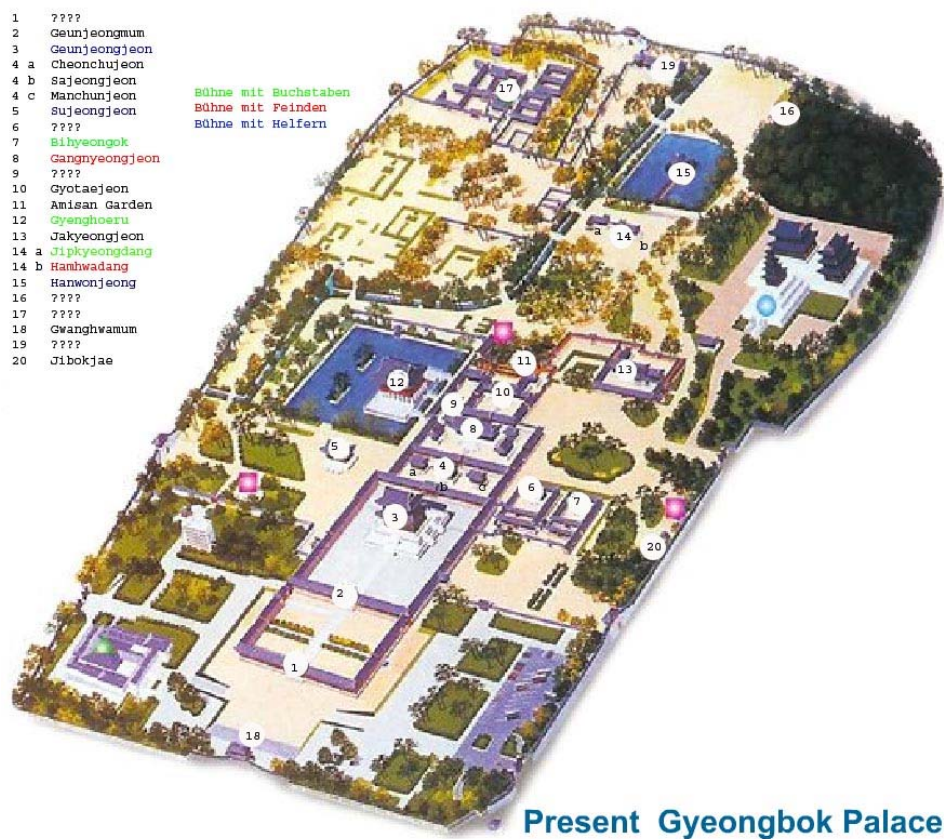 1 ????
2 Geunjeongmum
3 Geunjeongjeon
4 a Cheonchujeon
4 b Sajeongjeon
4 c Manchunjeon
5 Sujeongjeon
6 ????
7 Bihyeongok
8 Gangnyeongjeon
9 ????
10 Gyotaejeon
11 Amisan Garden
12 Gyenghoeru
13 Jakyeongjeon
14 a Jipkyeongdang
14 b Hamhwadang
15 Hanwonjeong
16 ????
17 ????
18 Gwanghwamum
19 ????
20 Jibokjae
Bühne mit Buchstaben
Bühne mit Feinden
Bühne mit Helfern
19
17
16
15
a 14 b
11
13
12
10
9
8
5
4
a
b
c
6
7
3
20
2
1
18
Present Gyeongbok Palace